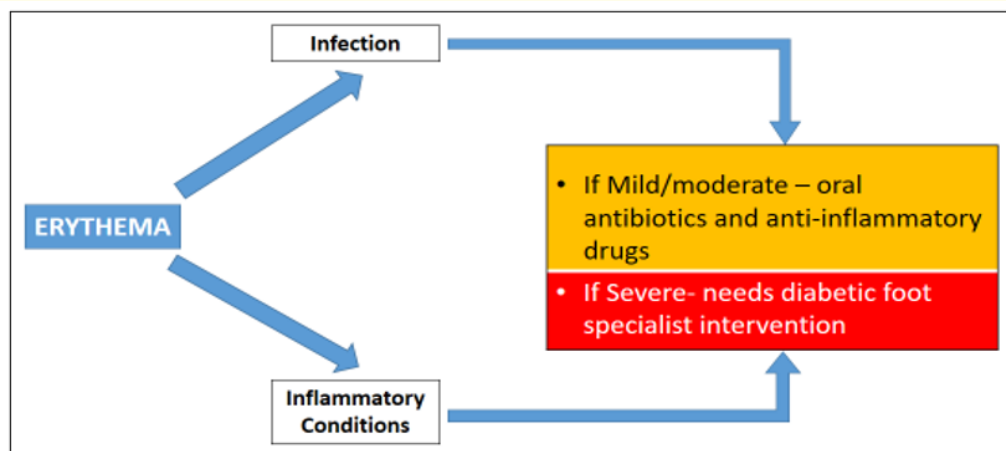 Infection
ERYTHEMA
• If Mild/moderate – oral
antibiotics and anti-inflammatory
drugs
• If Severe- needs diabetic foot
specialist intervention
Inflammatory
Conditions